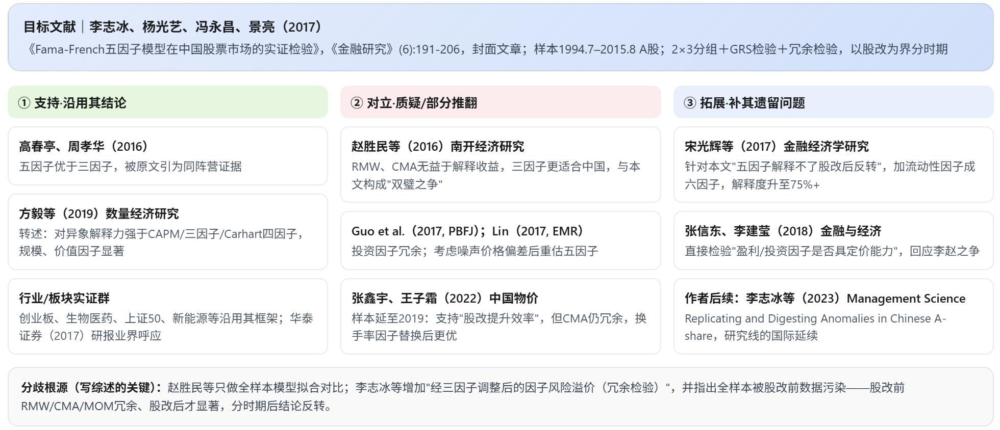 目标文献｜李志冰、杨光艺、冯永昌、景亮（2017）
《Fama-French五因子模型在中国股票市场的实证检验》，《金融研究》(6):191-206，封面文章；样本1994.7–2015.8 A股；2×3分组＋GRS检验＋冗余检验，以股改为界分时期
① 支持·沿用其结论
高春亭、周孝华（2016）
五因子优于三因子，被原文引为同阵营证据
方毅等（2019）数量经济研究
转述：对异象解释力强于CAPM/三因子/Carhart四因子，
规模、价值因子显著
行业/板块实证群
创业板、生物医药、上证50、新能源等沿用其框架；华泰
证券（2017）研报业界呼应
② 对立·质疑/部分推翻
赵胜民等（2016）南开经济研究
RMW、CMA无益于解释收益，三因子更适合中国，与本
文构成"双璧之争"
Guo et al.（2017, PBFJ）；Lin（2017, EMR）
投资因子冗余；考虑噪声价格偏差后重估五因子
张鑫宇、王子霜（2022）中国物价
样本延至2019：支持"股改提升效率"，但CMA仍冗余，换
手率因子替换后更优
③ 拓展·补其遗留问题
宋光辉等（2017）金融经济学研究
针对本文"五因子解释不了股改后反转"，加流动性因子成
六因子，解释度升至75%+
张信东、李建莹（2018）金融与经济
直接检验"盈利/投资因子是否具定价能力"，回应李赵之争
作者后续：李志冰等（2023）Management Science
Replicating and Digesting Anomalies in Chinese A-
share，研究线的国际延续
分歧根源（写综述的关键）：赵胜民等只做全样本模型拟合对比；李志冰等增加"经三因子调整后的因子风险溢价（冗余检验）"，并指出全样本被股改前数据污染——股改前
RMW/CMA/MOM冗余、股改后才显著，分时期后结论反转。